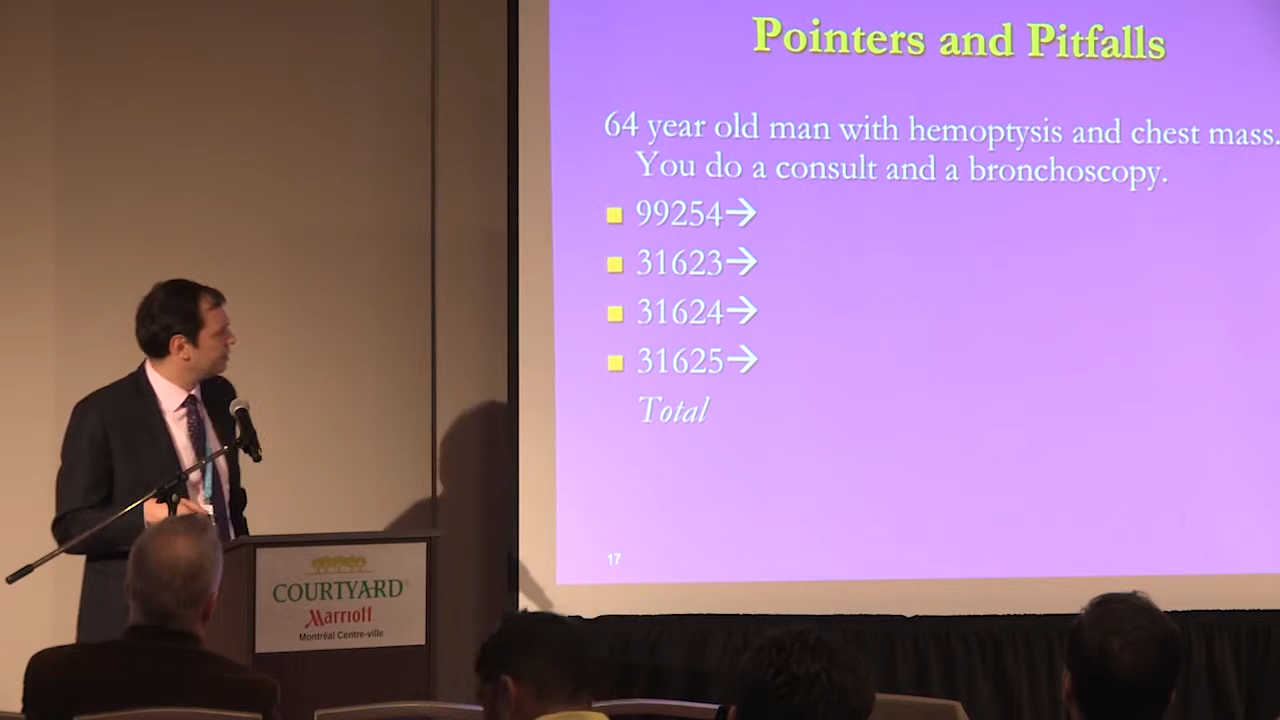 Pointers and Pitfalls
64 year old man with hemoptysis and chest mass.
You do a consult and a bronchoscopy.
99254→
31623→
31624→
31625→
Total
17
COURTYARD®
Marriott
Montréal Centre-ville